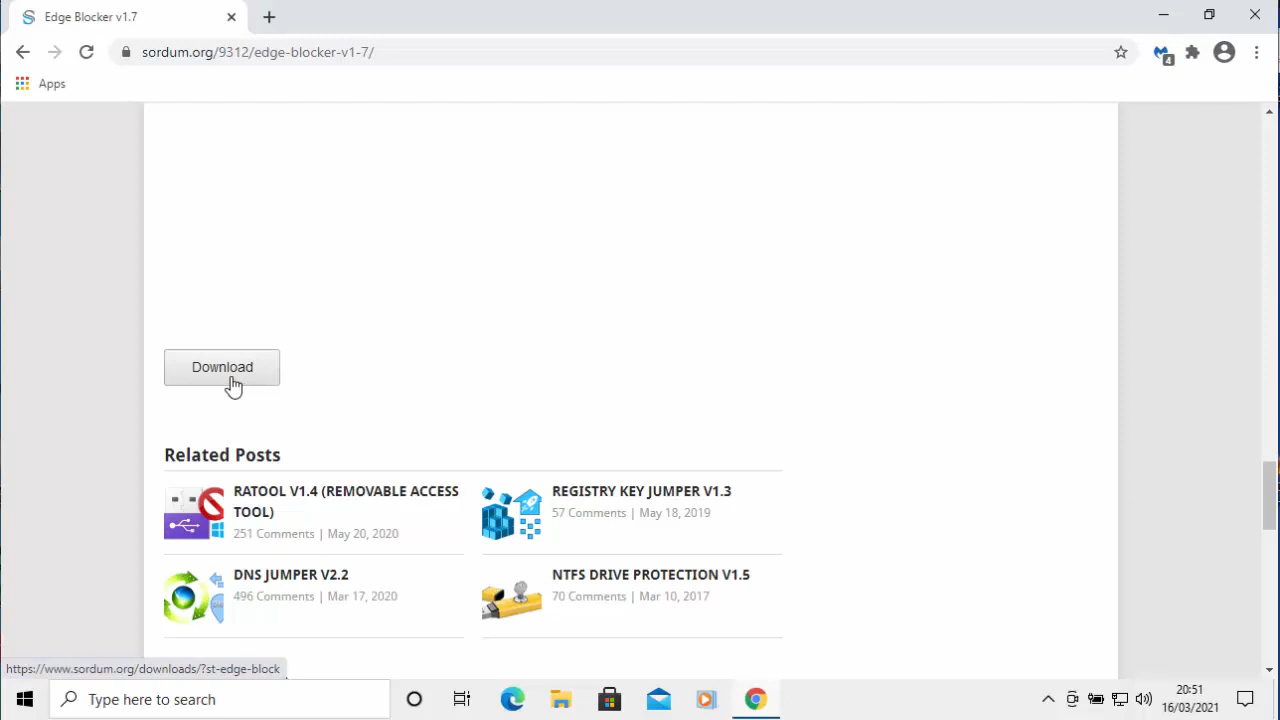 Edge Blocker v1.7
sordum.org/9312/edge-blocker-v1-7/
4
Apps
Download
Related Posts
RATOOL V1.4 (REMOVABLE ACCESS
TOOL)
251 Comments | May 20, 2020
REGISTRY KEY JUMPER V1.3
57 Comments | May 18, 2019
DNS JUMPER V2.2
496 Comments | Mar 17, 2020
NTFS DRIVE PROTECTION V1.5
70 Comments | Mar 10, 2017
https://www.sordum.org/downloads/?st-edge-block
Type here to search
20:51
16/03/2021